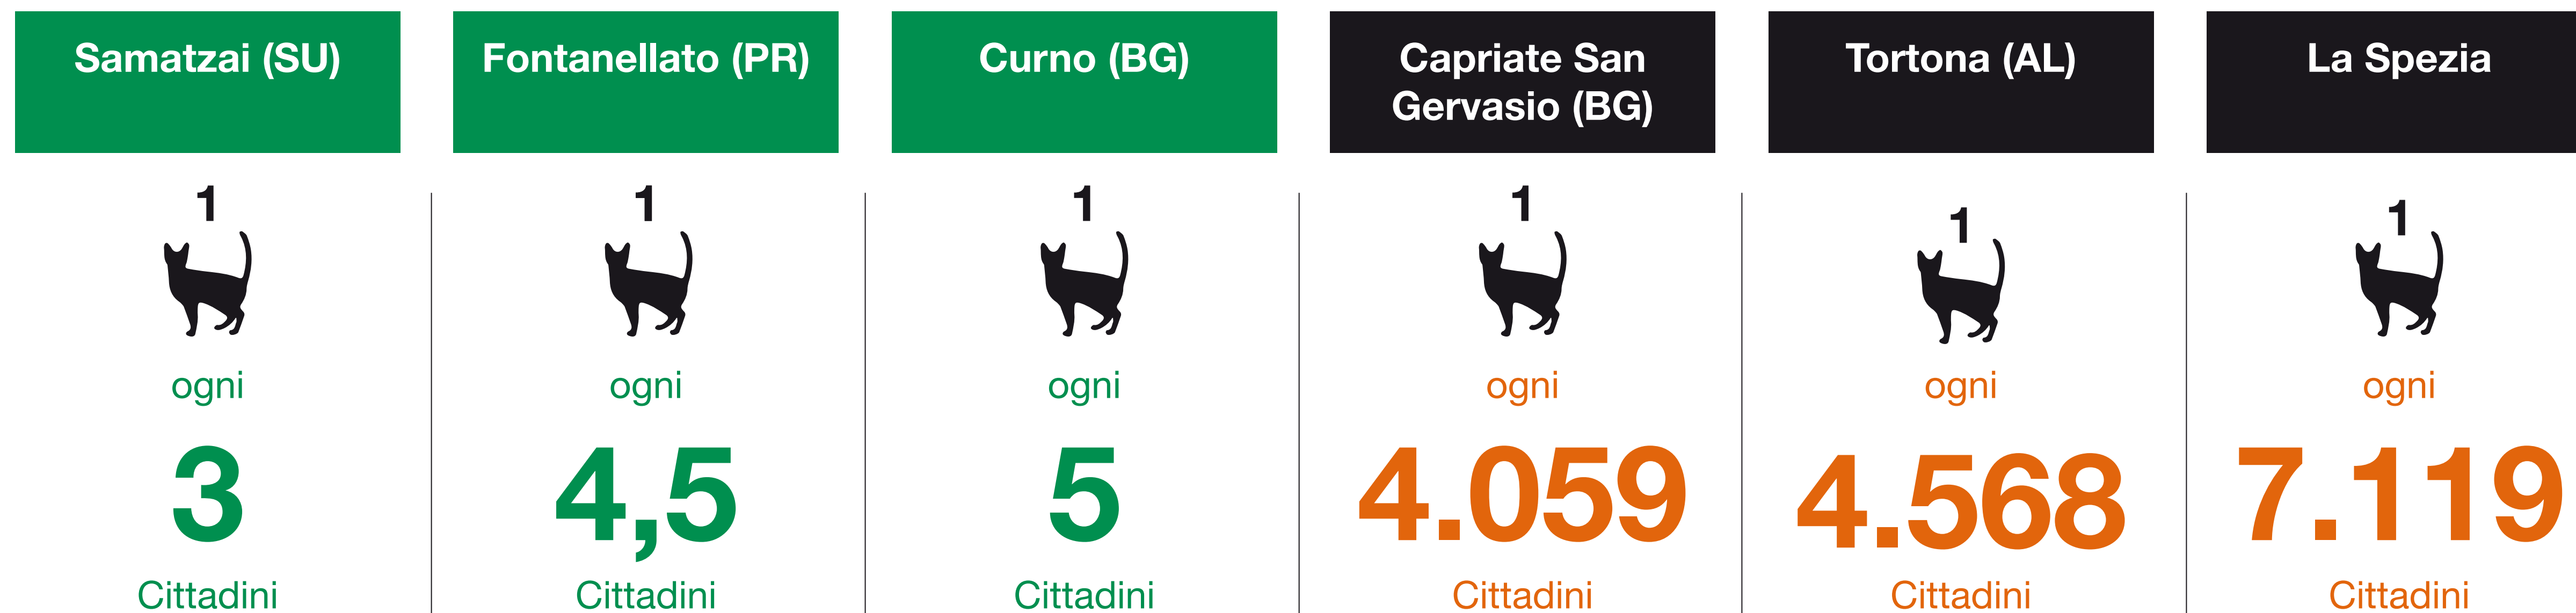 Samatzai (SU)
1
ogni
3
Cittadini
Fontanellato (PR)
1
ogni
4,5
Cittadini
Curno (BG)
1
ogni
5
Cittadini
Capriate San
Gervasio (BG)
1
ogni
4.059
Cittadini
Tortona (AL)
1
ogni
4.568
Cittadini
La Spezia
1
ogni
7.119
Cittadini